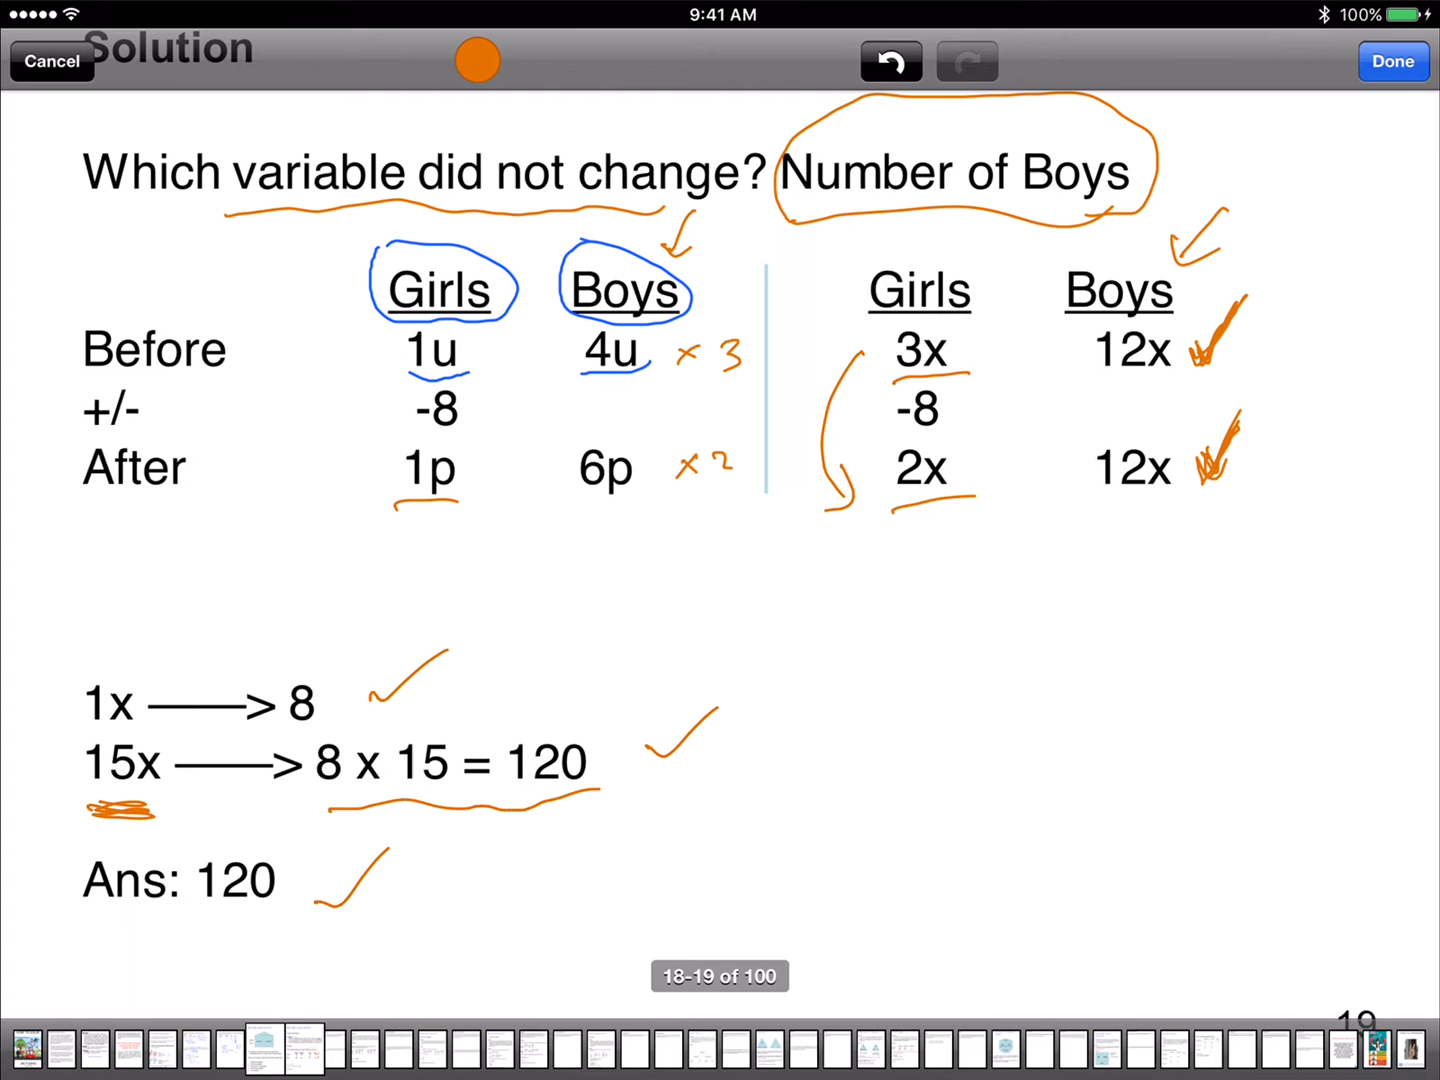 9:41 AM
100%
Solution
Cancel
Done
Which variable did not change? Number of Boys
Girls Boys Girls Boys
Before 1u 4u x 3 3x 12x
+/- -8 -8
After 1p 6p x 2 2x 12x
1x ——> 8
15x ——> 8 x 15 = 120
Ans: 120
18-19 of 100
19